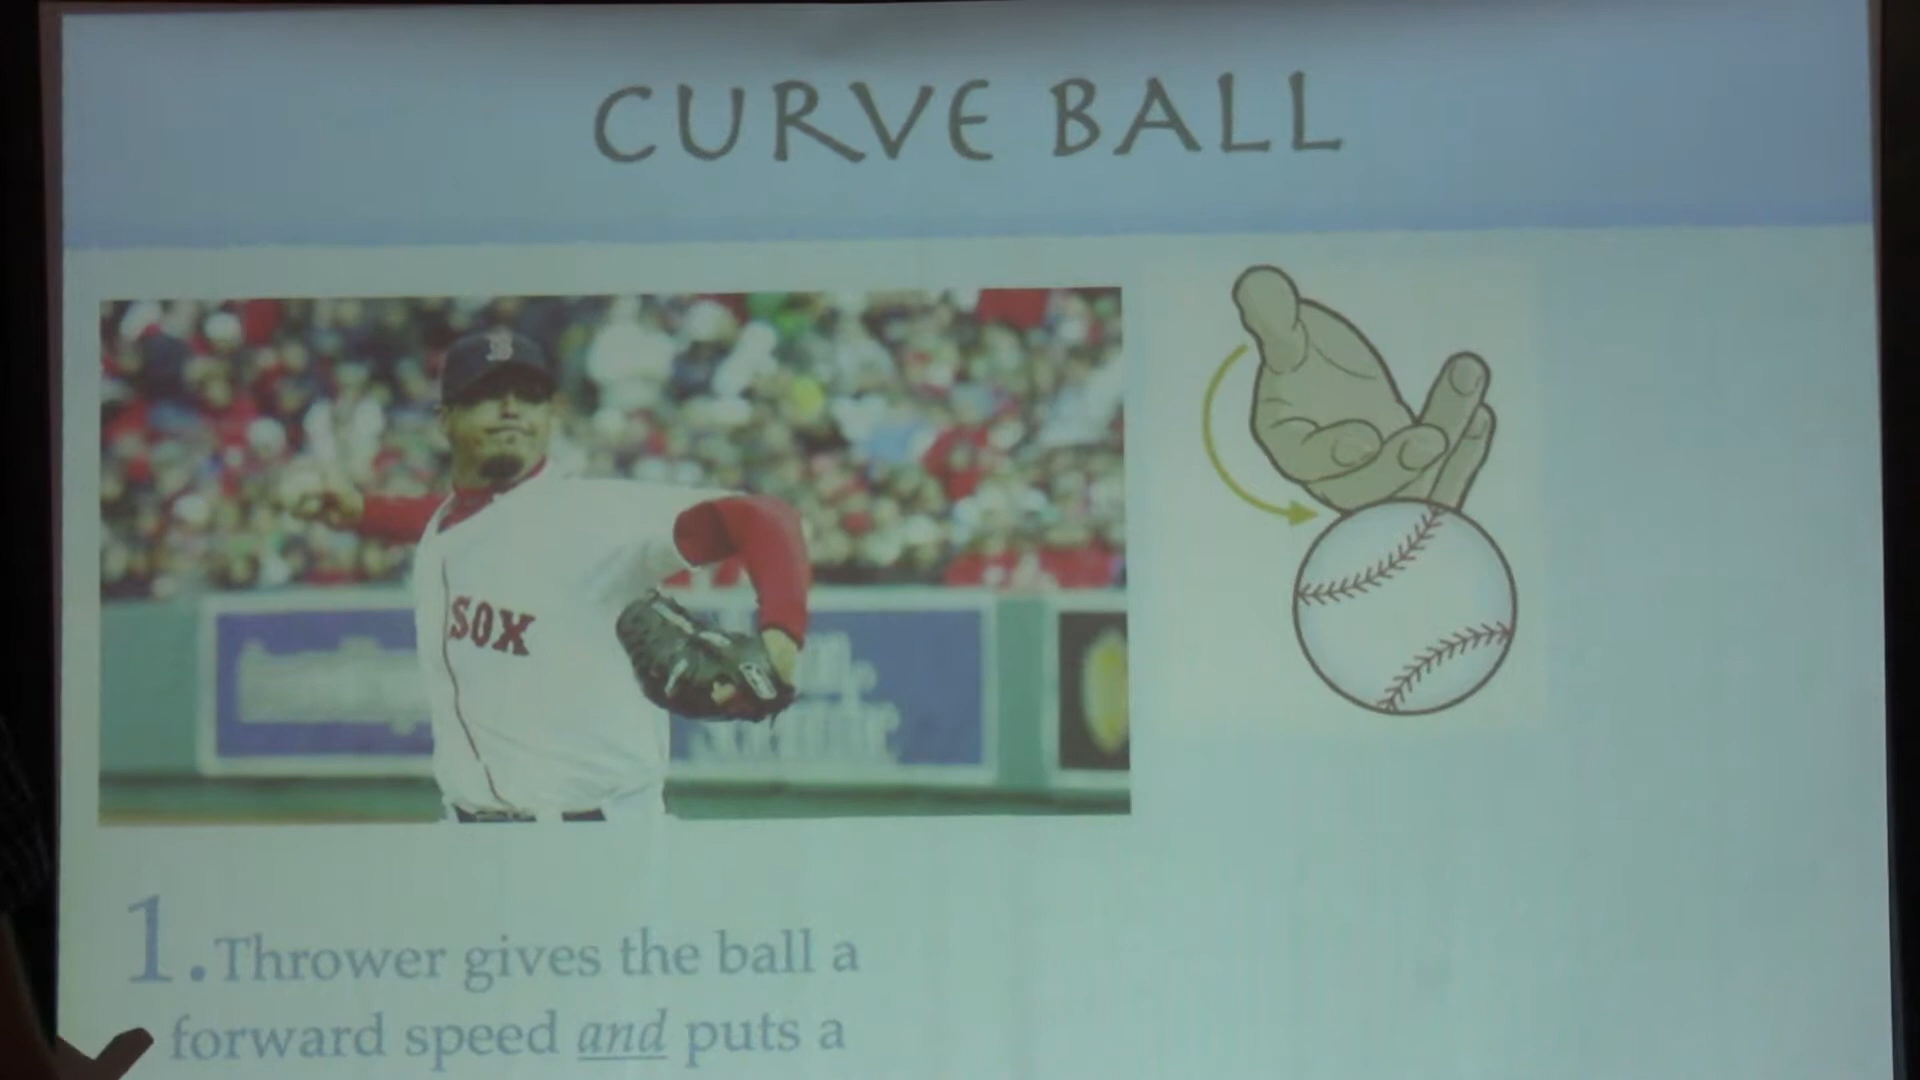 CURVE BALL
B
SOX
1. Thrower gives the ball a
forward speed and puts a